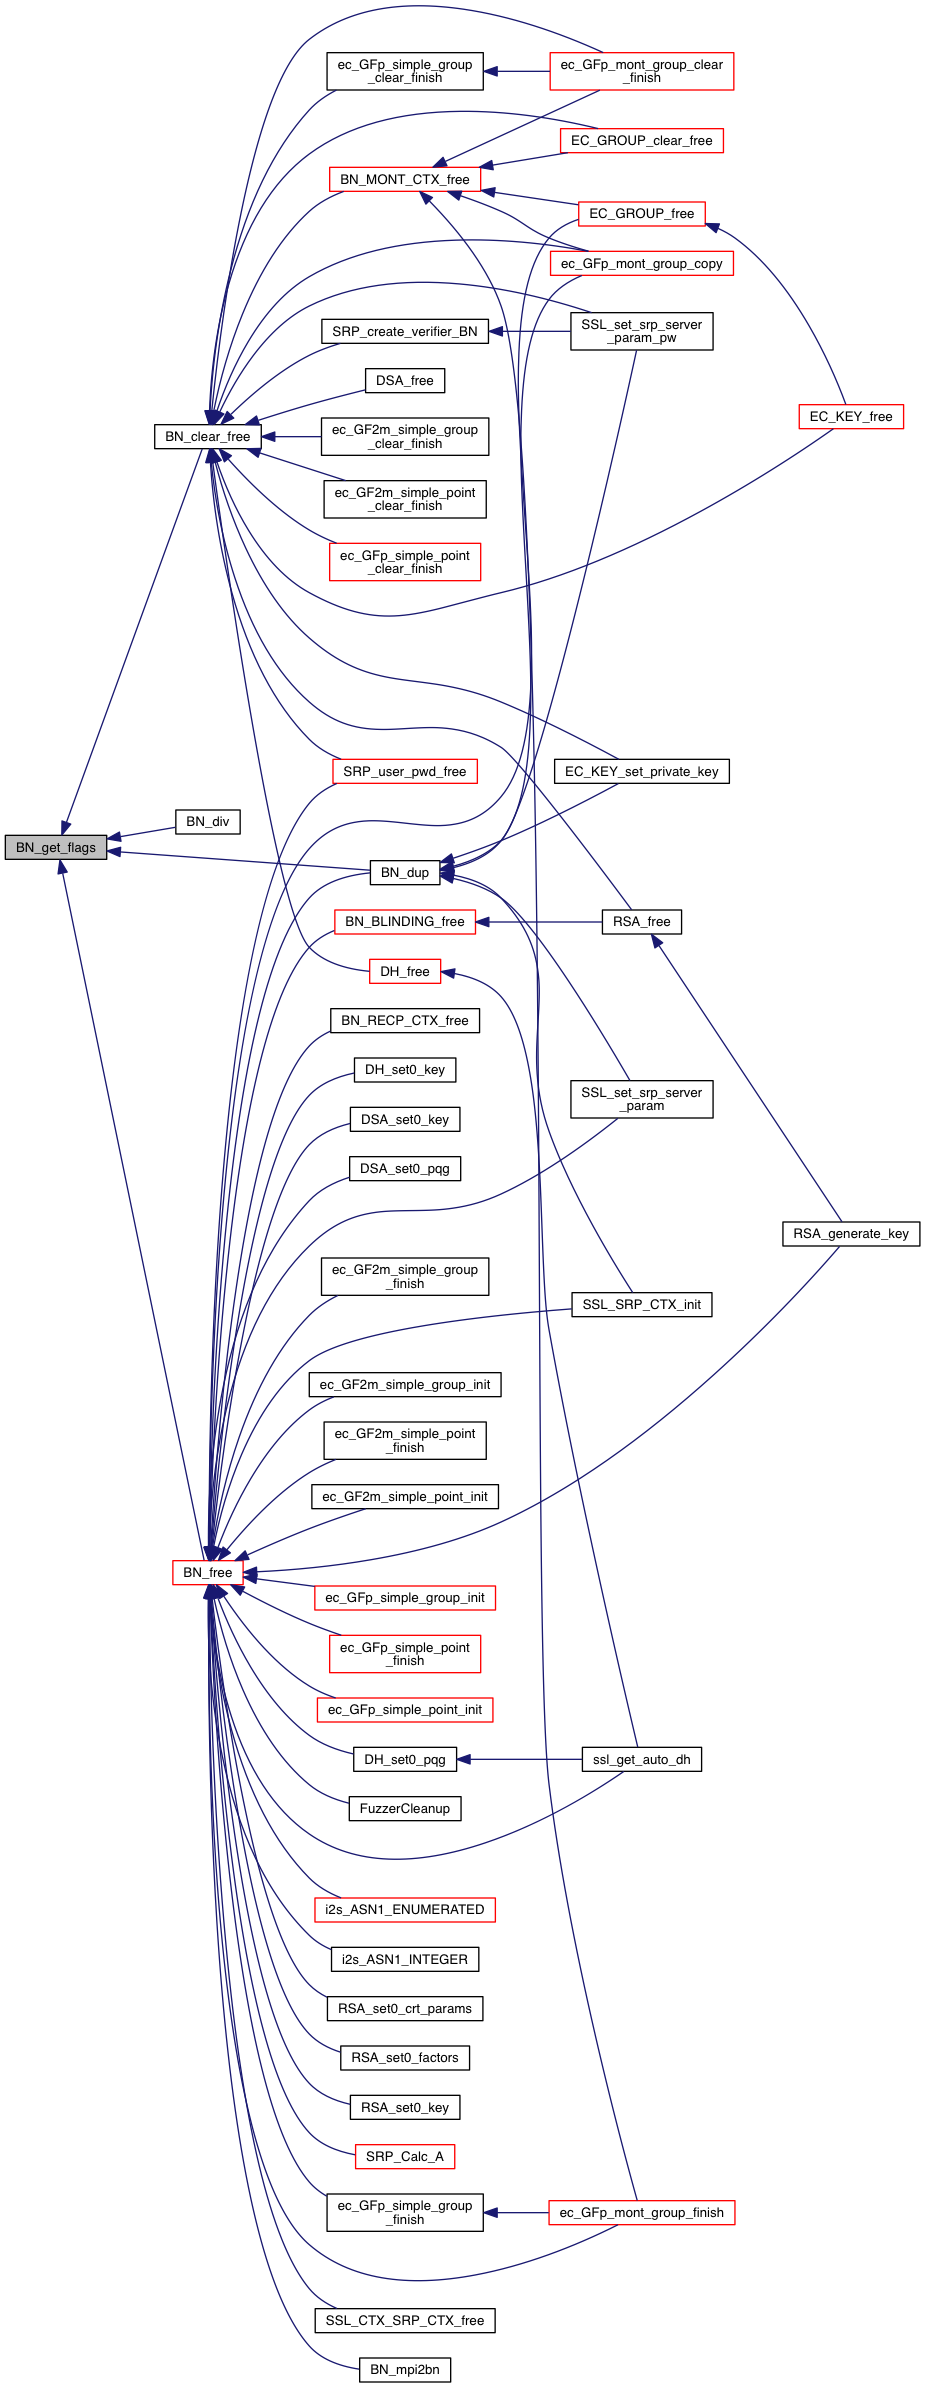 ec_GFp_simple_group
_clear_finish
ec_GFp_mont_group_clear
_finish
EC_GROUP_clear_free
BN_MONT_CTX_free
EC_GROUP_free
ec_GFp_mont_group_copy
SRP_create_verifier_BN
SSL_set_srp_server
_param_pw
DSA_free
EC_KEY_free
BN_clear_free
ec_GF2m_simple_group
_clear_finish
ec_GF2m_simple_point
_clear_finish
ec_GFp_simple_point
_clear_finish
SRP_user_pwd_free
EC_KEY_set_private_key
BN_div
BN_get_flags
BN_dup
BN_BLINDING_free
RSA_free
DH_free
BN_RECP_CTX_free
DH_set0_key
SSL_set_srp_server
_param
DSA_set0_key
DSA_set0_pqg
RSA_generate_key
ec_GF2m_simple_group
_finish
SSL_SRP_CTX_init
ec_GF2m_simple_group_init
ec_GF2m_simple_point
_finish
ec_GF2m_simple_point_init
BN_free
ec_GFp_simple_group_init
ec_GFp_simple_point
_finish
ec_GFp_simple_point_init
DH_set0_pqg
ssl_get_auto_dh
FuzzerCleanup
i2s_ASN1_ENUMERATED
i2s_ASN1_INTEGER
RSA_set0_crt_params
RSA_set0_factors
RSA_set0_key
SRP_Calc_A
ec_GFp_simple_group
_finish
ec_GFp_mont_group_finish
SSL_CTX_SRP_CTX_free
BN_mpi2bn